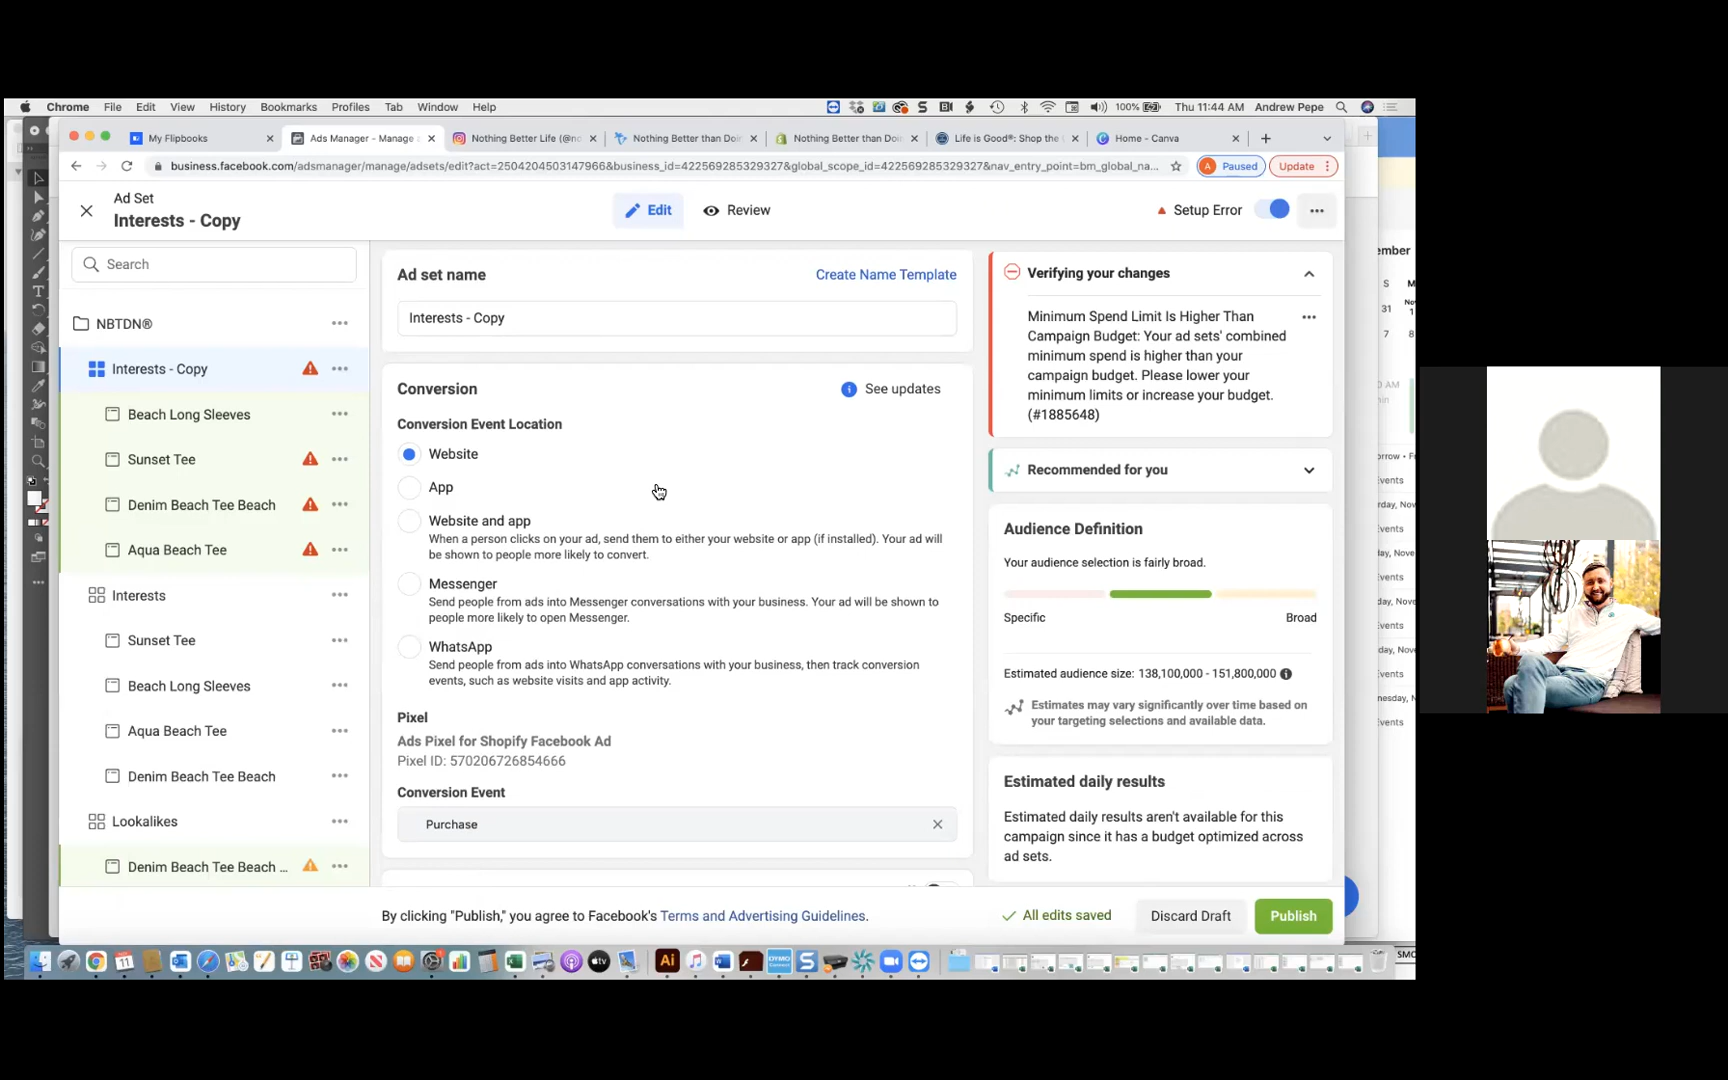 Chrome File Edit View History Bookmarks Profiles Tab Window Help 100% Thu 11:44 AM Andrew Pepe
My Flipbooks Ads Manager - Manage Nothing Better Life (@nc Nothing Better than Doin Nothing Better than Doin Life is Good®: Shop the Home - Canva
business.facebook.com/adsmanager/manage/adsets/edit?act=2504204503147966&business_id=422569285329327&global_scope_id=422569285329327&nav_entry_point=bm_global_na... A Paused Update
Ad Set
Interests - Copy
Edit
Review
Setup Error
Search
NBTDN®
Interests - Copy
Beach Long Sleeves
Sunset Tee
Denim Beach Tee Beach
Aqua Beach Tee
Interests
Sunset Tee
Beach Long Sleeves
Aqua Beach Tee
Denim Beach Tee Beach
Lookalikes
Denim Beach Tee Beach ...
Ad set name
Create Name Template
Interests - Copy
Conversion
See updates
Conversion Event Location
Website
App
Website and app
When a person clicks on your ad, send them to either your website or app (if installed). Your ad will
be shown to people more likely to convert.
Messenger
Send people from ads into Messenger conversations with your business. Your ad will be shown to
people more likely to open Messenger.
WhatsApp
Send people from ads into WhatsApp conversations with your business, then track conversion
events, such as website visits and app activity.
Pixel
Ads Pixel for Shopify Facebook Ad
Pixel ID: 570206726854666
Conversion Event
Purchase
Verifying your changes
Minimum Spend Limit Is Higher Than
Campaign Budget: Your ad sets' combined
minimum spend is higher than your
campaign budget. Please lower your
minimum limits or increase your budget.
(#1885648)
Recommended for you
Audience Definition
Your audience selection is fairly broad.
Specific
Broad
Estimated audience size: 138,100,000 - 151,800,000
Estimates may vary significantly over time based on
your targeting selections and available data.
Estimated daily results
Estimated daily results aren't available for this
campaign since it has a budget optimized across
ad sets.
By clicking "Publish," you agree to Facebook's Terms and Advertising Guidelines.
All edits saved
Discard Draft
Publish